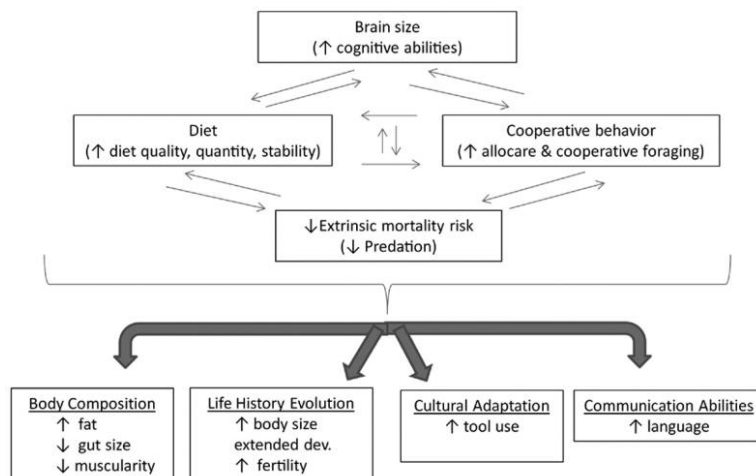 Brain size
(↑ cognitive abilities)
Diet
(↑ diet quality, quantity, stability)
Cooperative behavior
(↑ allocare & cooperative foraging)
↓Extrinsic mortality risk
(↓ Predation)
Body Composition
↑ fat
↓ gut size
↓ muscularity
Life History Evolution
↑ body size
extended dev.
↑ fertility
Cultural Adaptation
↑ tool use
Communication Abilities
↑ language